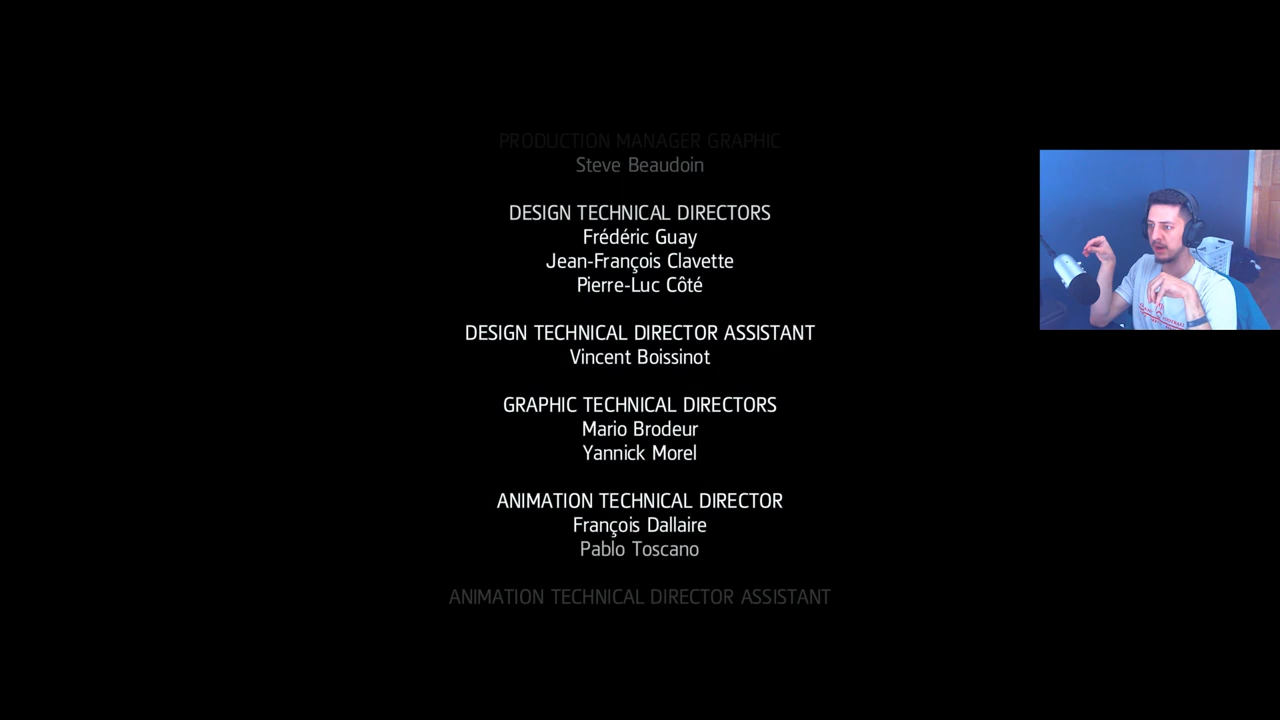 PRODUCTION MANAGER GRAPHIC
Steve Beaudoin
DESIGN TECHNICAL DIRECTORS
Frédéric Guay
Jean-François Clavette
Pierre-Luc Côté
DESIGN TECHNICAL DIRECTOR ASSISTANT
Vincent Boissinot
GRAPHIC TECHNICAL DIRECTORS
Mario Brodeur
Yannick Morel
ANIMATION TECHNICAL DIRECTOR
François Dallaire
Pablo Toscano
ANIMATION TECHNICAL DIRECTOR ASSISTANT